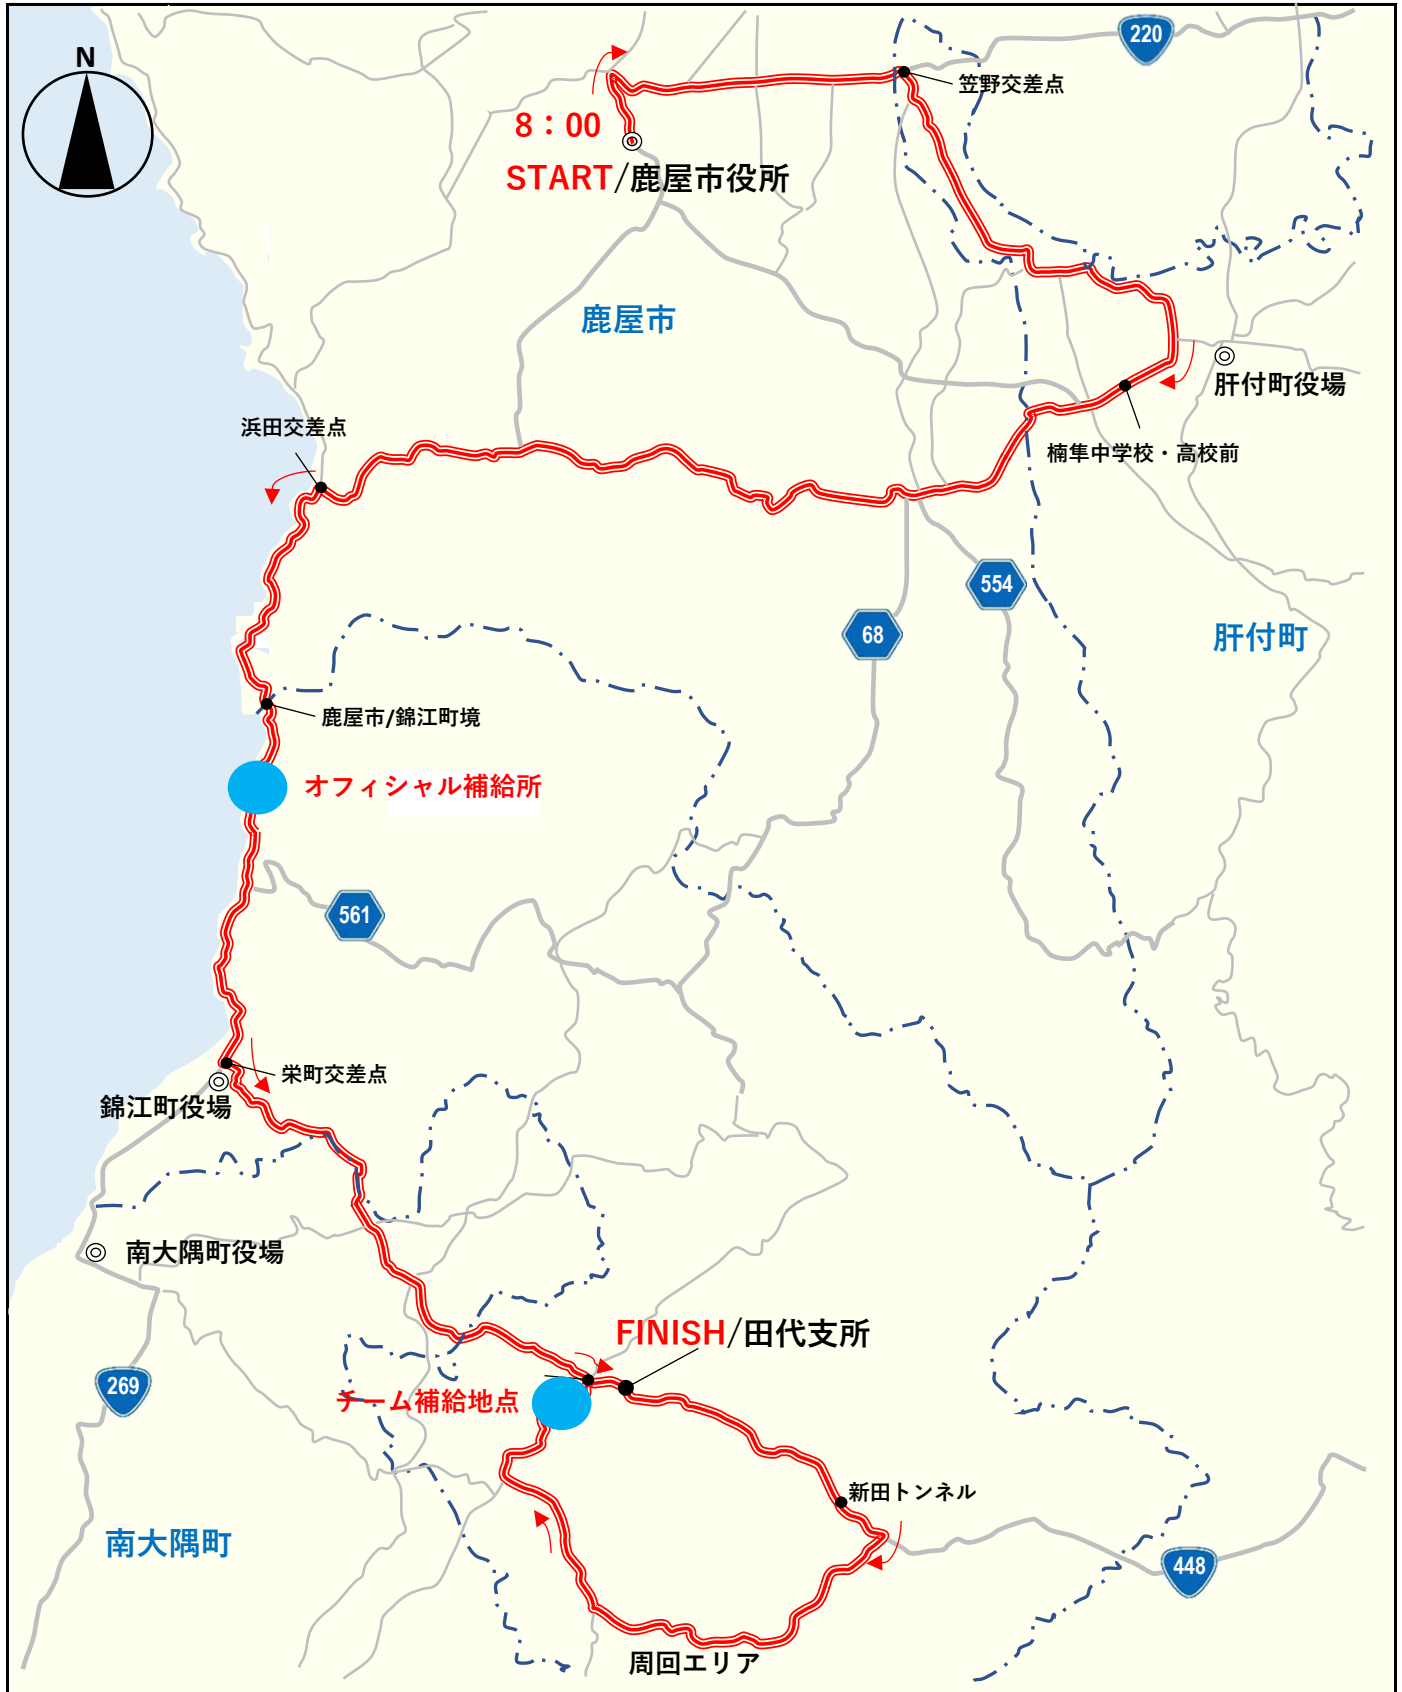 N
220
笠野交差点
8：00
START/鹿屋市役所
鹿屋市
肝付町役場
浜田交差点
楠隼中学校・高校前
554
68
肝付町
鹿屋市/錦江町境
オフィシャル補給所
561
栄町交差点
錦江町役場
南大隅町役場
FINISH/田代支所
269
チーム補給地点
新田トンネル
南大隅町
448
周回エリア